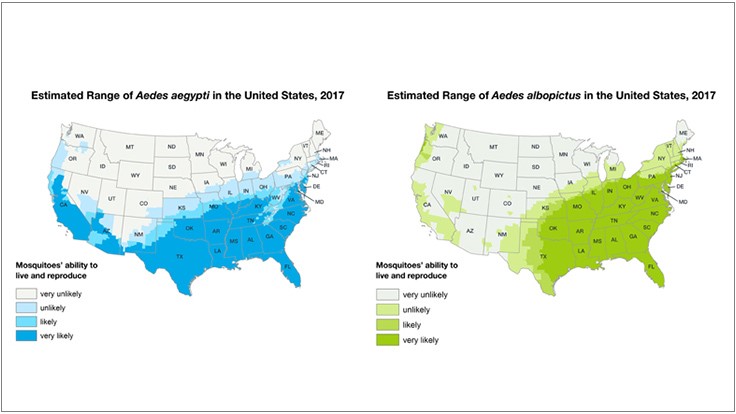 Estimated Range of Aedes aegypti in the United States, 2017
WA
MT
ND
MN
ME
VT
NH
OR
ID
SD
WI
MI
NY
MA
RI
CT
WY
IA
PA
NJ
NE
IL
IN
OH
DE
NV
UT
CO
KS
MO
KY
WV
VA
MD
CA
AZ
NM
OK
AR
TN
NC
SC
MS
AL
GA
TX
LA
FL
Mosquitoes' ability to
live and reproduce
very unlikely
unlikely
likely
very likely
Estimated Range of Aedes albopictus in the United States, 2017
WA
MT
ND
MN
ME
VT
NH
OR
ID
SD
WI
MI
NY
MA
RI
CT
WY
IA
PA
NJ
NE
IL
IN
OH
DE
NV
UT
CO
KS
MO
KY
WV
VA
MD
CA
AZ
NM
OK
AR
TN
NC
SC
MS
AL
GA
TX
LA
FL
Mosquitoes' ability to
live and reproduce
very unlikely
unlikely
likely
very likely